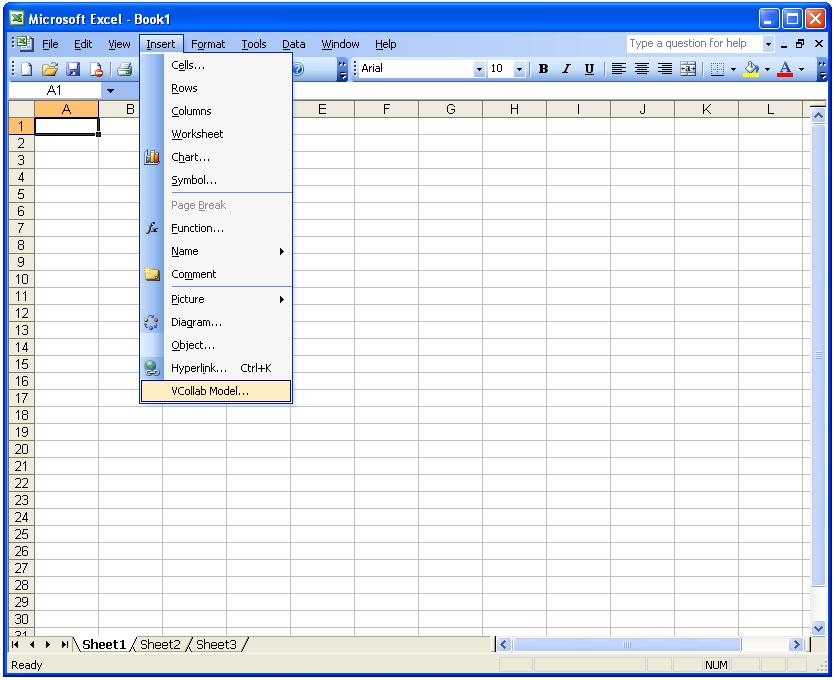 Microsoft Excel - Book1
File Edit View Insert Format Tools Data Window Help Type a question for help
Arial 10 B I U A
A1
A B E F G H I J K L
Cells...
Rows
Columns
Worksheet
Chart...
Symbol...
Page Break
fx Function...
Name
Comment
Picture
Diagram...
Object...
Hyperlink... Ctrl+K
VCollab Model...
1
2
3
4
5
6
7
8
9
10
11
12
13
14
15
16
17
18
19
20
21
22
23
24
25
26
27
28
29
30
31
Sheet1 Sheet2 Sheet3
Ready NUM